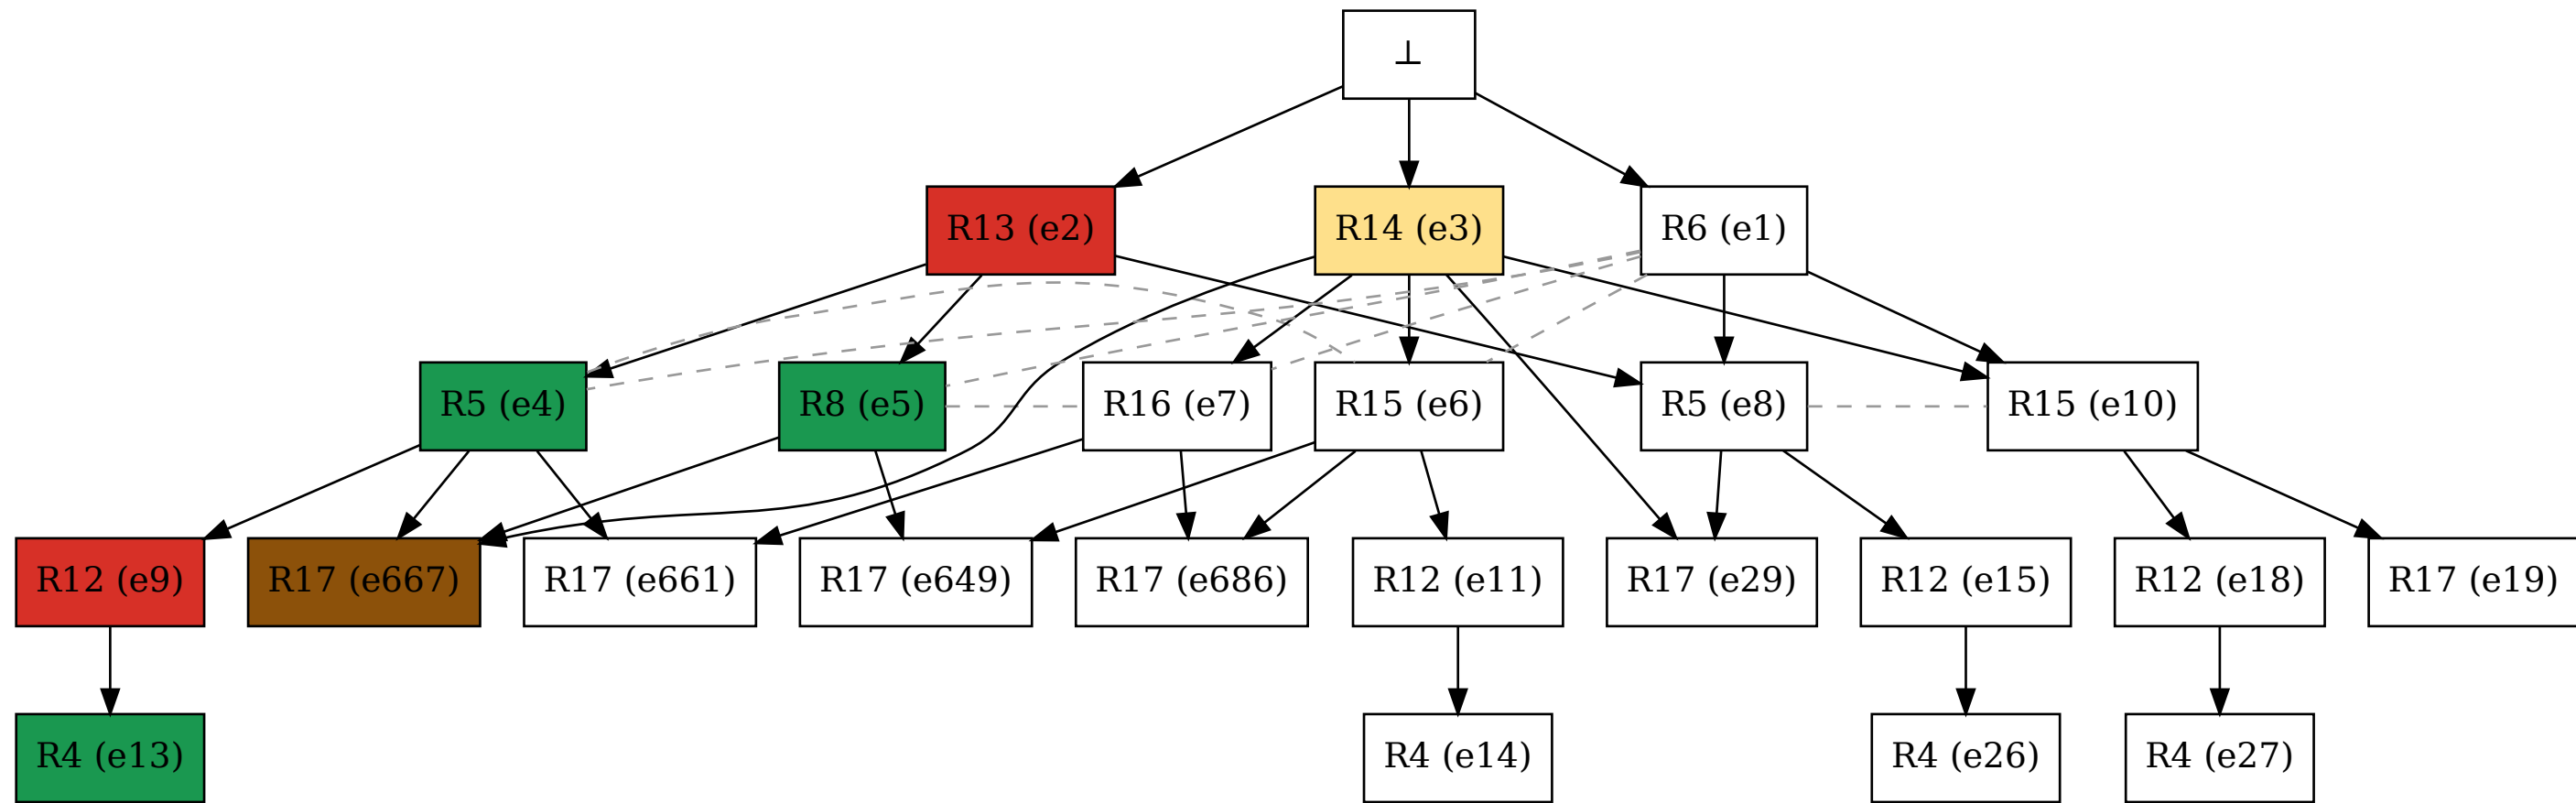 ⊥
R13 (e2)
R14 (e3)
R6 (e1)
R5 (e4)
R8 (e5)
R16 (e7)
R15 (e6)
R5 (e8)
R15 (e10)
R12 (e9)
R17 (e667)
R17 (e661)
R17 (e649)
R17 (e686)
R12 (e11)
R17 (e29)
R12 (e15)
R12 (e18)
R17 (e19)
R4 (e13)
R4 (e14)
R4 (e26)
R4 (e27)